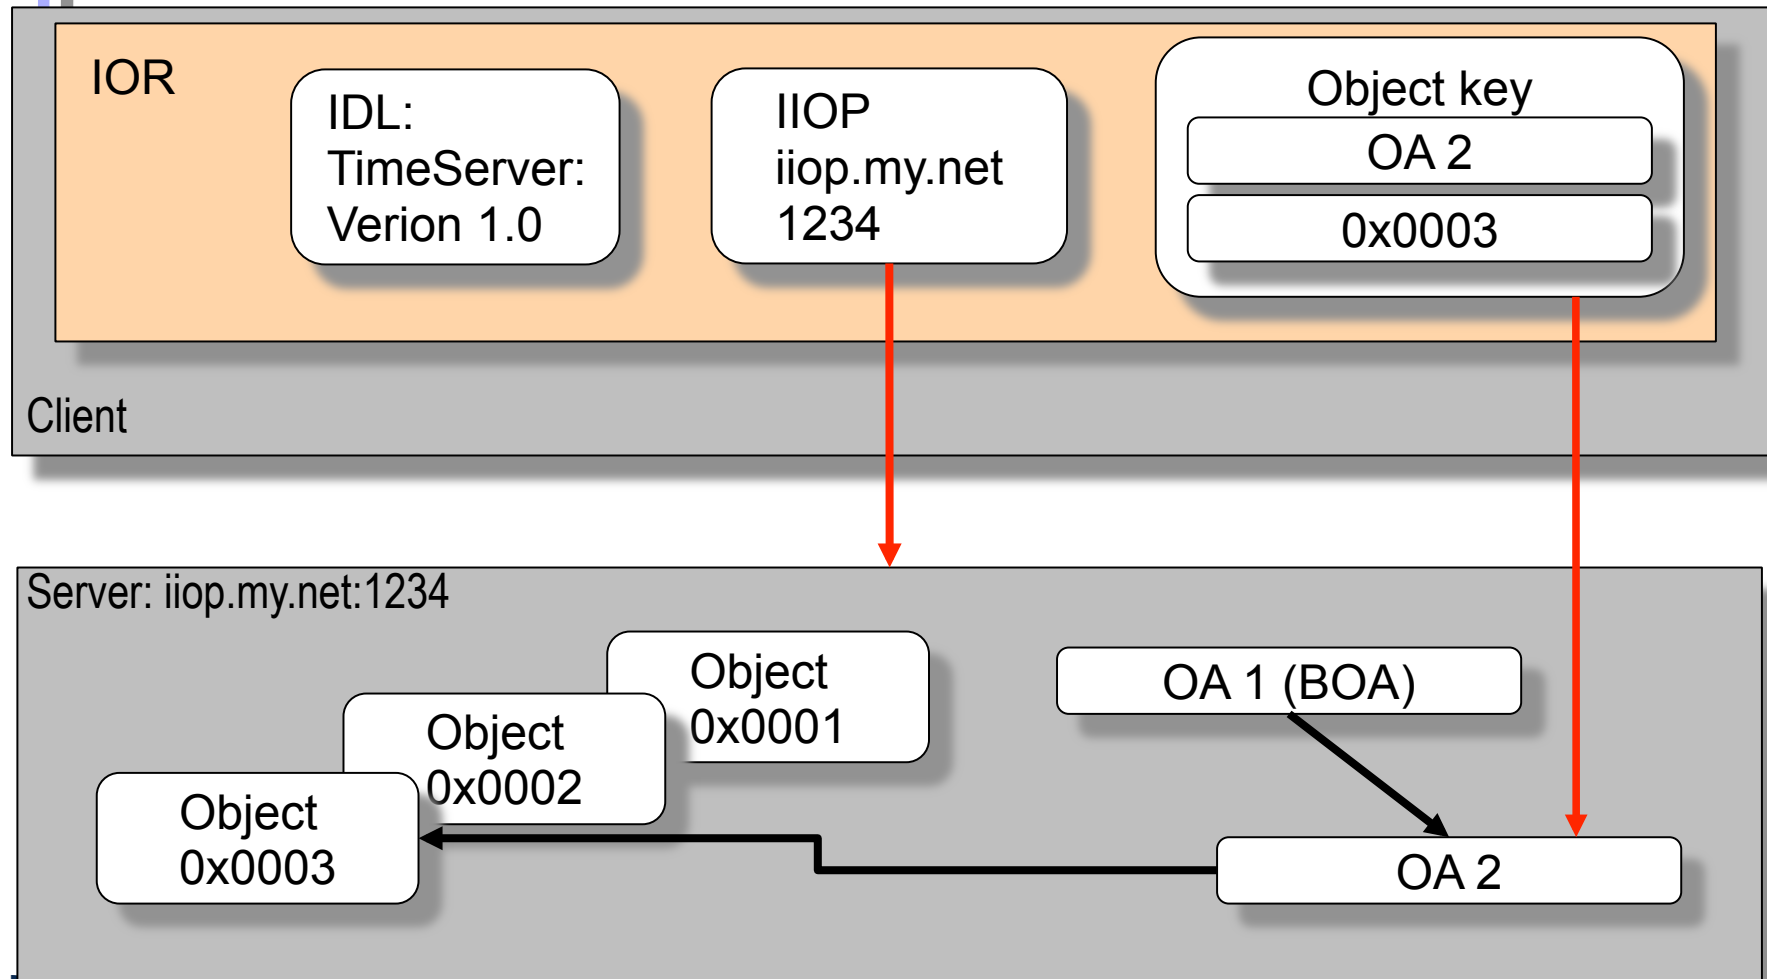 IOR
IDL:
TimeServer:
Verion 1.0
IIOP
iiop.my.net
1234
Object key
OA 2
0x0003
Client
Server: iiop.my.net:1234
Object
0x0001
Object
0x0002
Object
0x0003
OA 1 (BOA)
OA 2